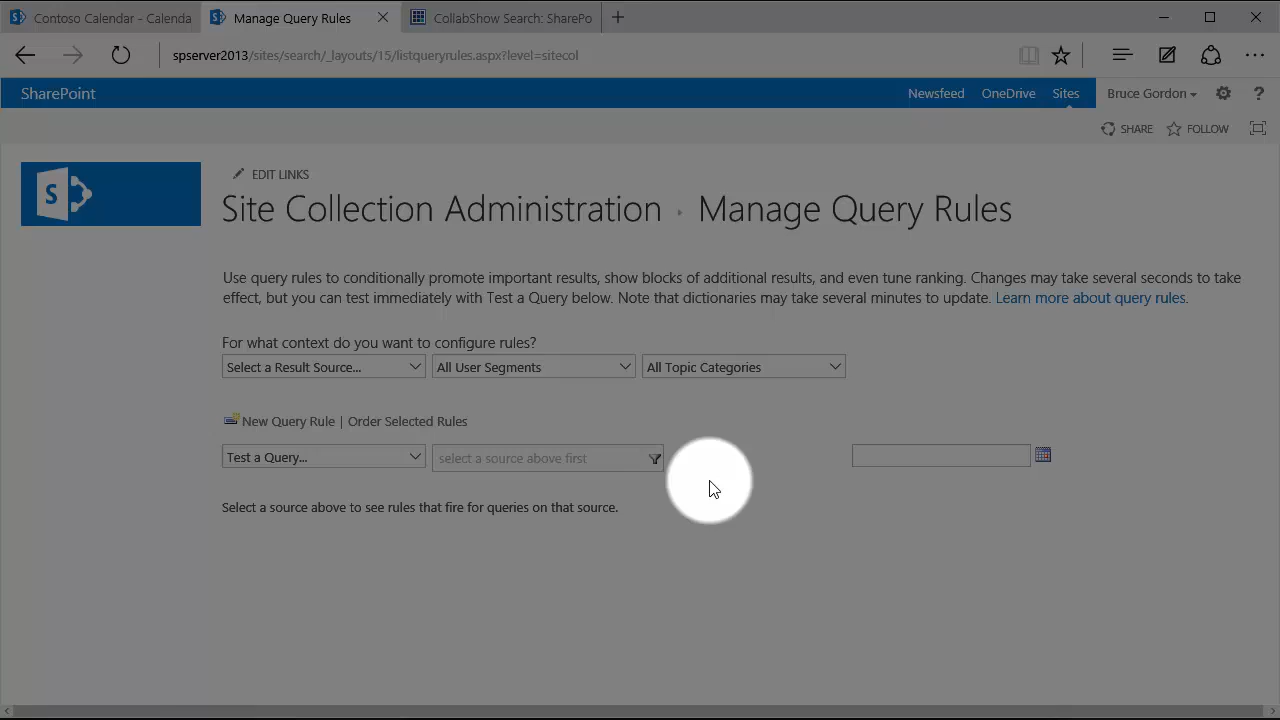 Contoso Calendar - Calenda
Manage Query Rules
CollabShow Search: SharePo
spserver2013/sites/search/_layouts/15/listqueryrules.aspx?level=sitecol
SharePoint
Newsfeed OneDrive Sites Bruce Gordon ?
SHARE FOLLOW
S
EDIT LINKS
Site Collection Administration Manage Query Rules
Use query rules to conditionally promote important results, show blocks of additional results, and even tune ranking. Changes may take several seconds to take
effect, but you can test immediately with Test a Query below. Note that dictionaries may take several minutes to update. Learn more about query rules.
For what context do you want to configure rules?
Select a Result Source... All User Segments All Topic Categories
New Query Rule | Order Selected Rules
Test a Query... select a source above first
Select a source above to see rules that fire for queries on that source.